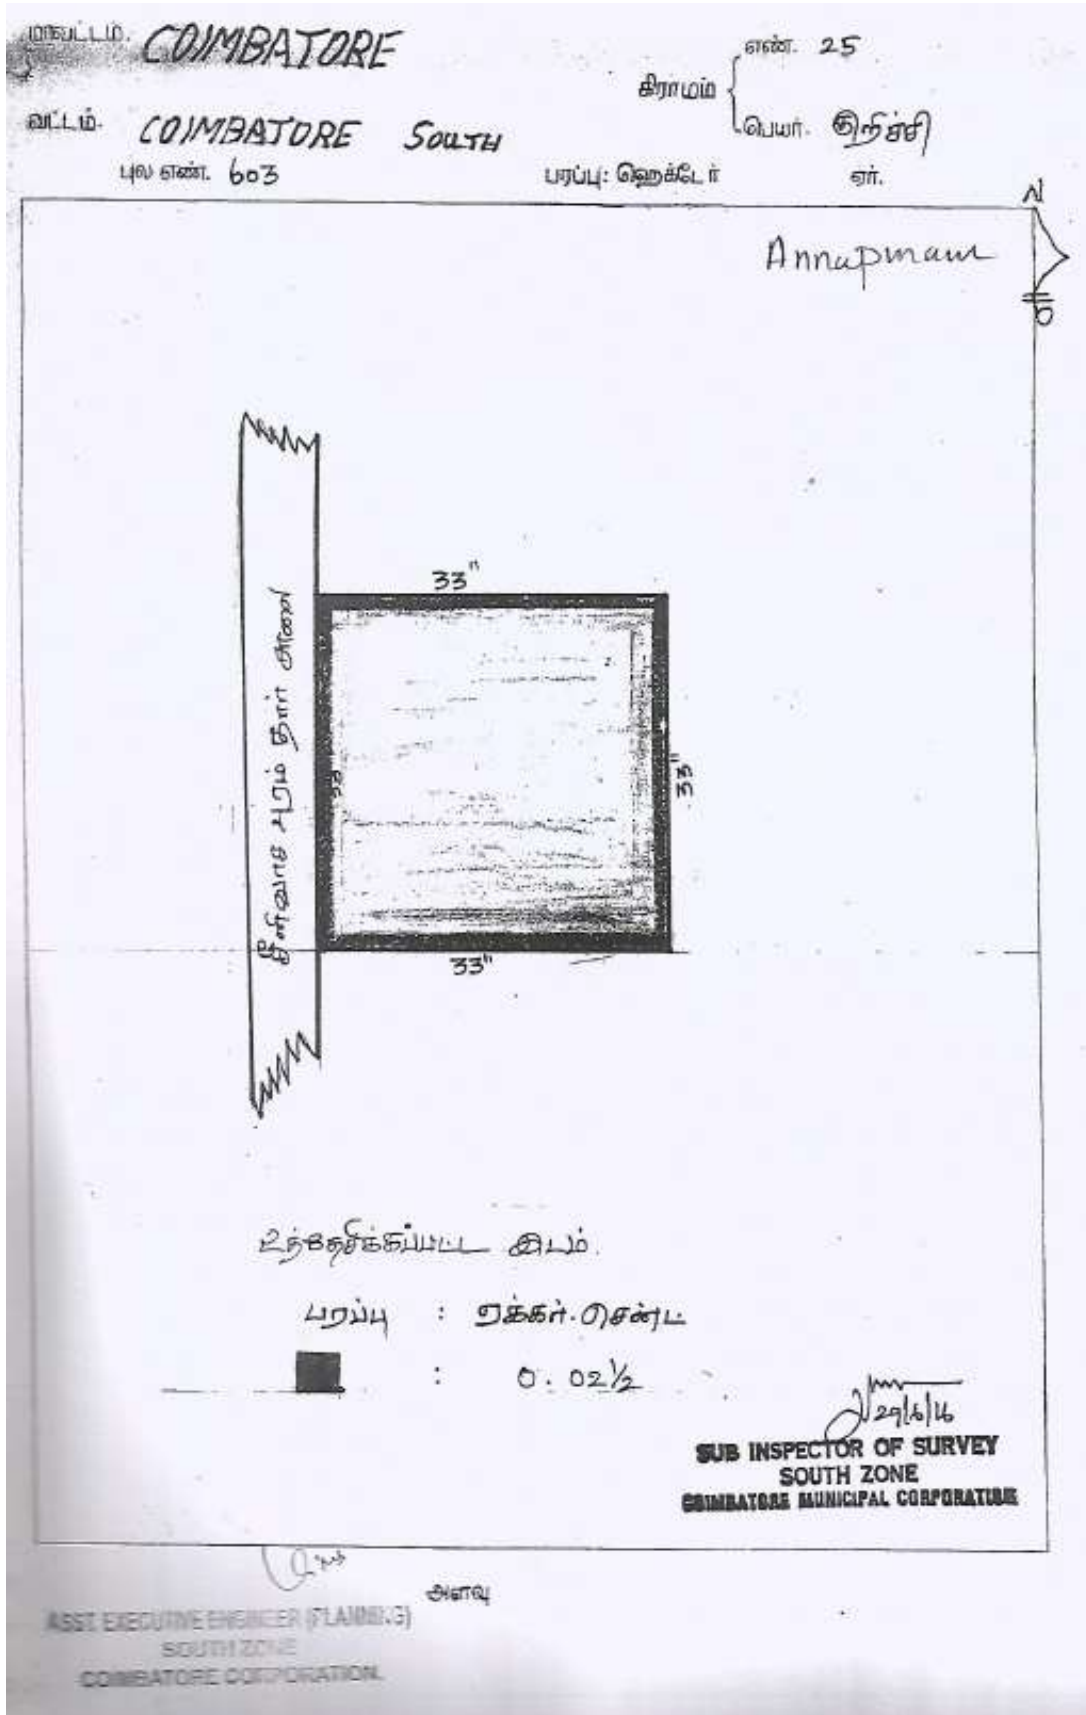 மாவட்டம். COIMBATORE
எண். 25
கிராமம்
வட்டம். COIMBATORE SOUTH
பெயர். குறிச்சி
புல எண். 603
பரப்பு: ஹெக்டேர் ஏர்.
N
33"
33"
33"
33"
சீனிவாச புரம் தார் சாலை
உத்தேசிக்கப்பட்ட இடம்.
பரப்பு : ஏக்கர். செண்ட்
: 0.02½
29/6/16
SUB INSPECTOR OF SURVEY
SOUTH ZONE
COIMBATORE MUNICIPAL CORPORATION
அளவு
ASST. EXECUTIVE ENGINEER (PLANNING)
SOUTH ZONE
COIMBATORE CORPORATION.